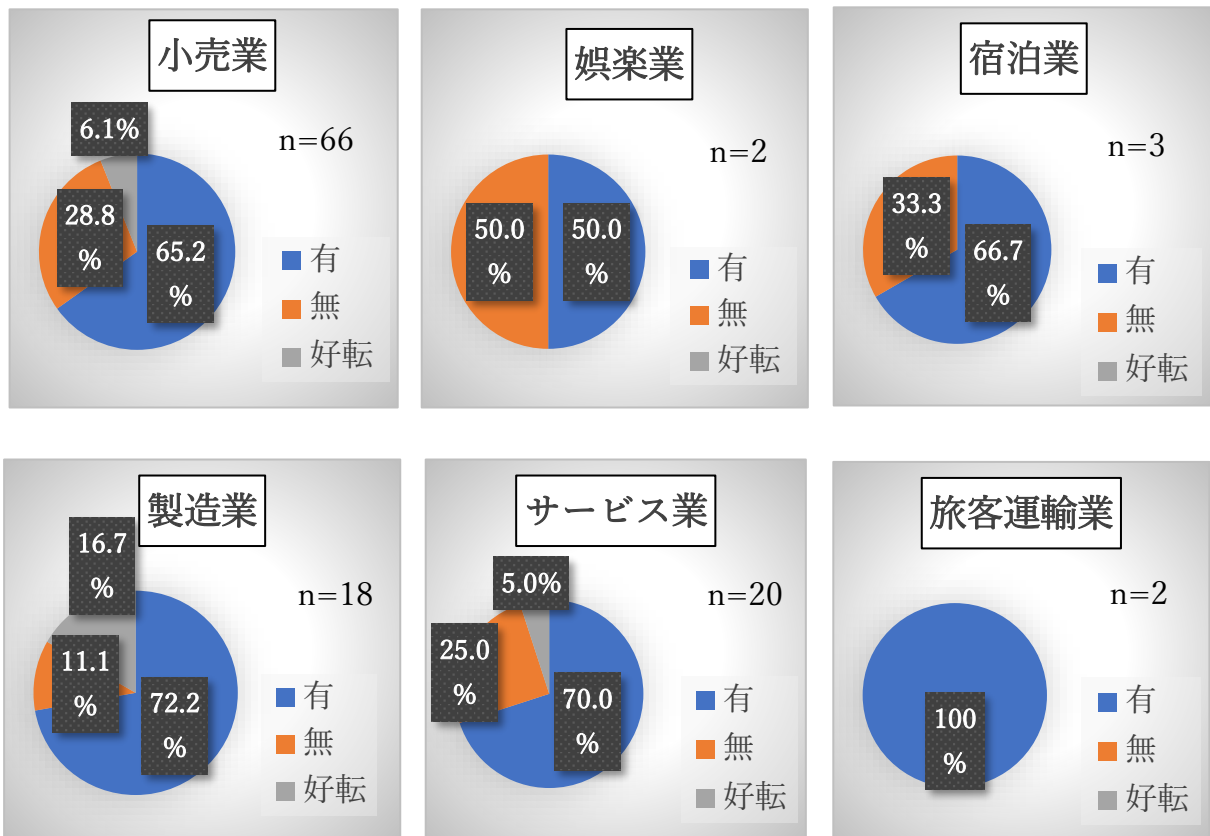 小売業
6.1%
n=66
28.8
%
65.2
%
有
無
好転
娯楽業
n=2
50.0
%
50.0
%
有
無
好転
宿泊業
n=3
33.3
%
66.7
%
有
無
好転
製造業
16.7
%
n=18
11.1
%
72.2
%
有
無
好転
サービス業
5.0%
n=20
25.0
%
70.0
%
有
無
好転
旅客運輸業
n=2
100
%
有
無
好転